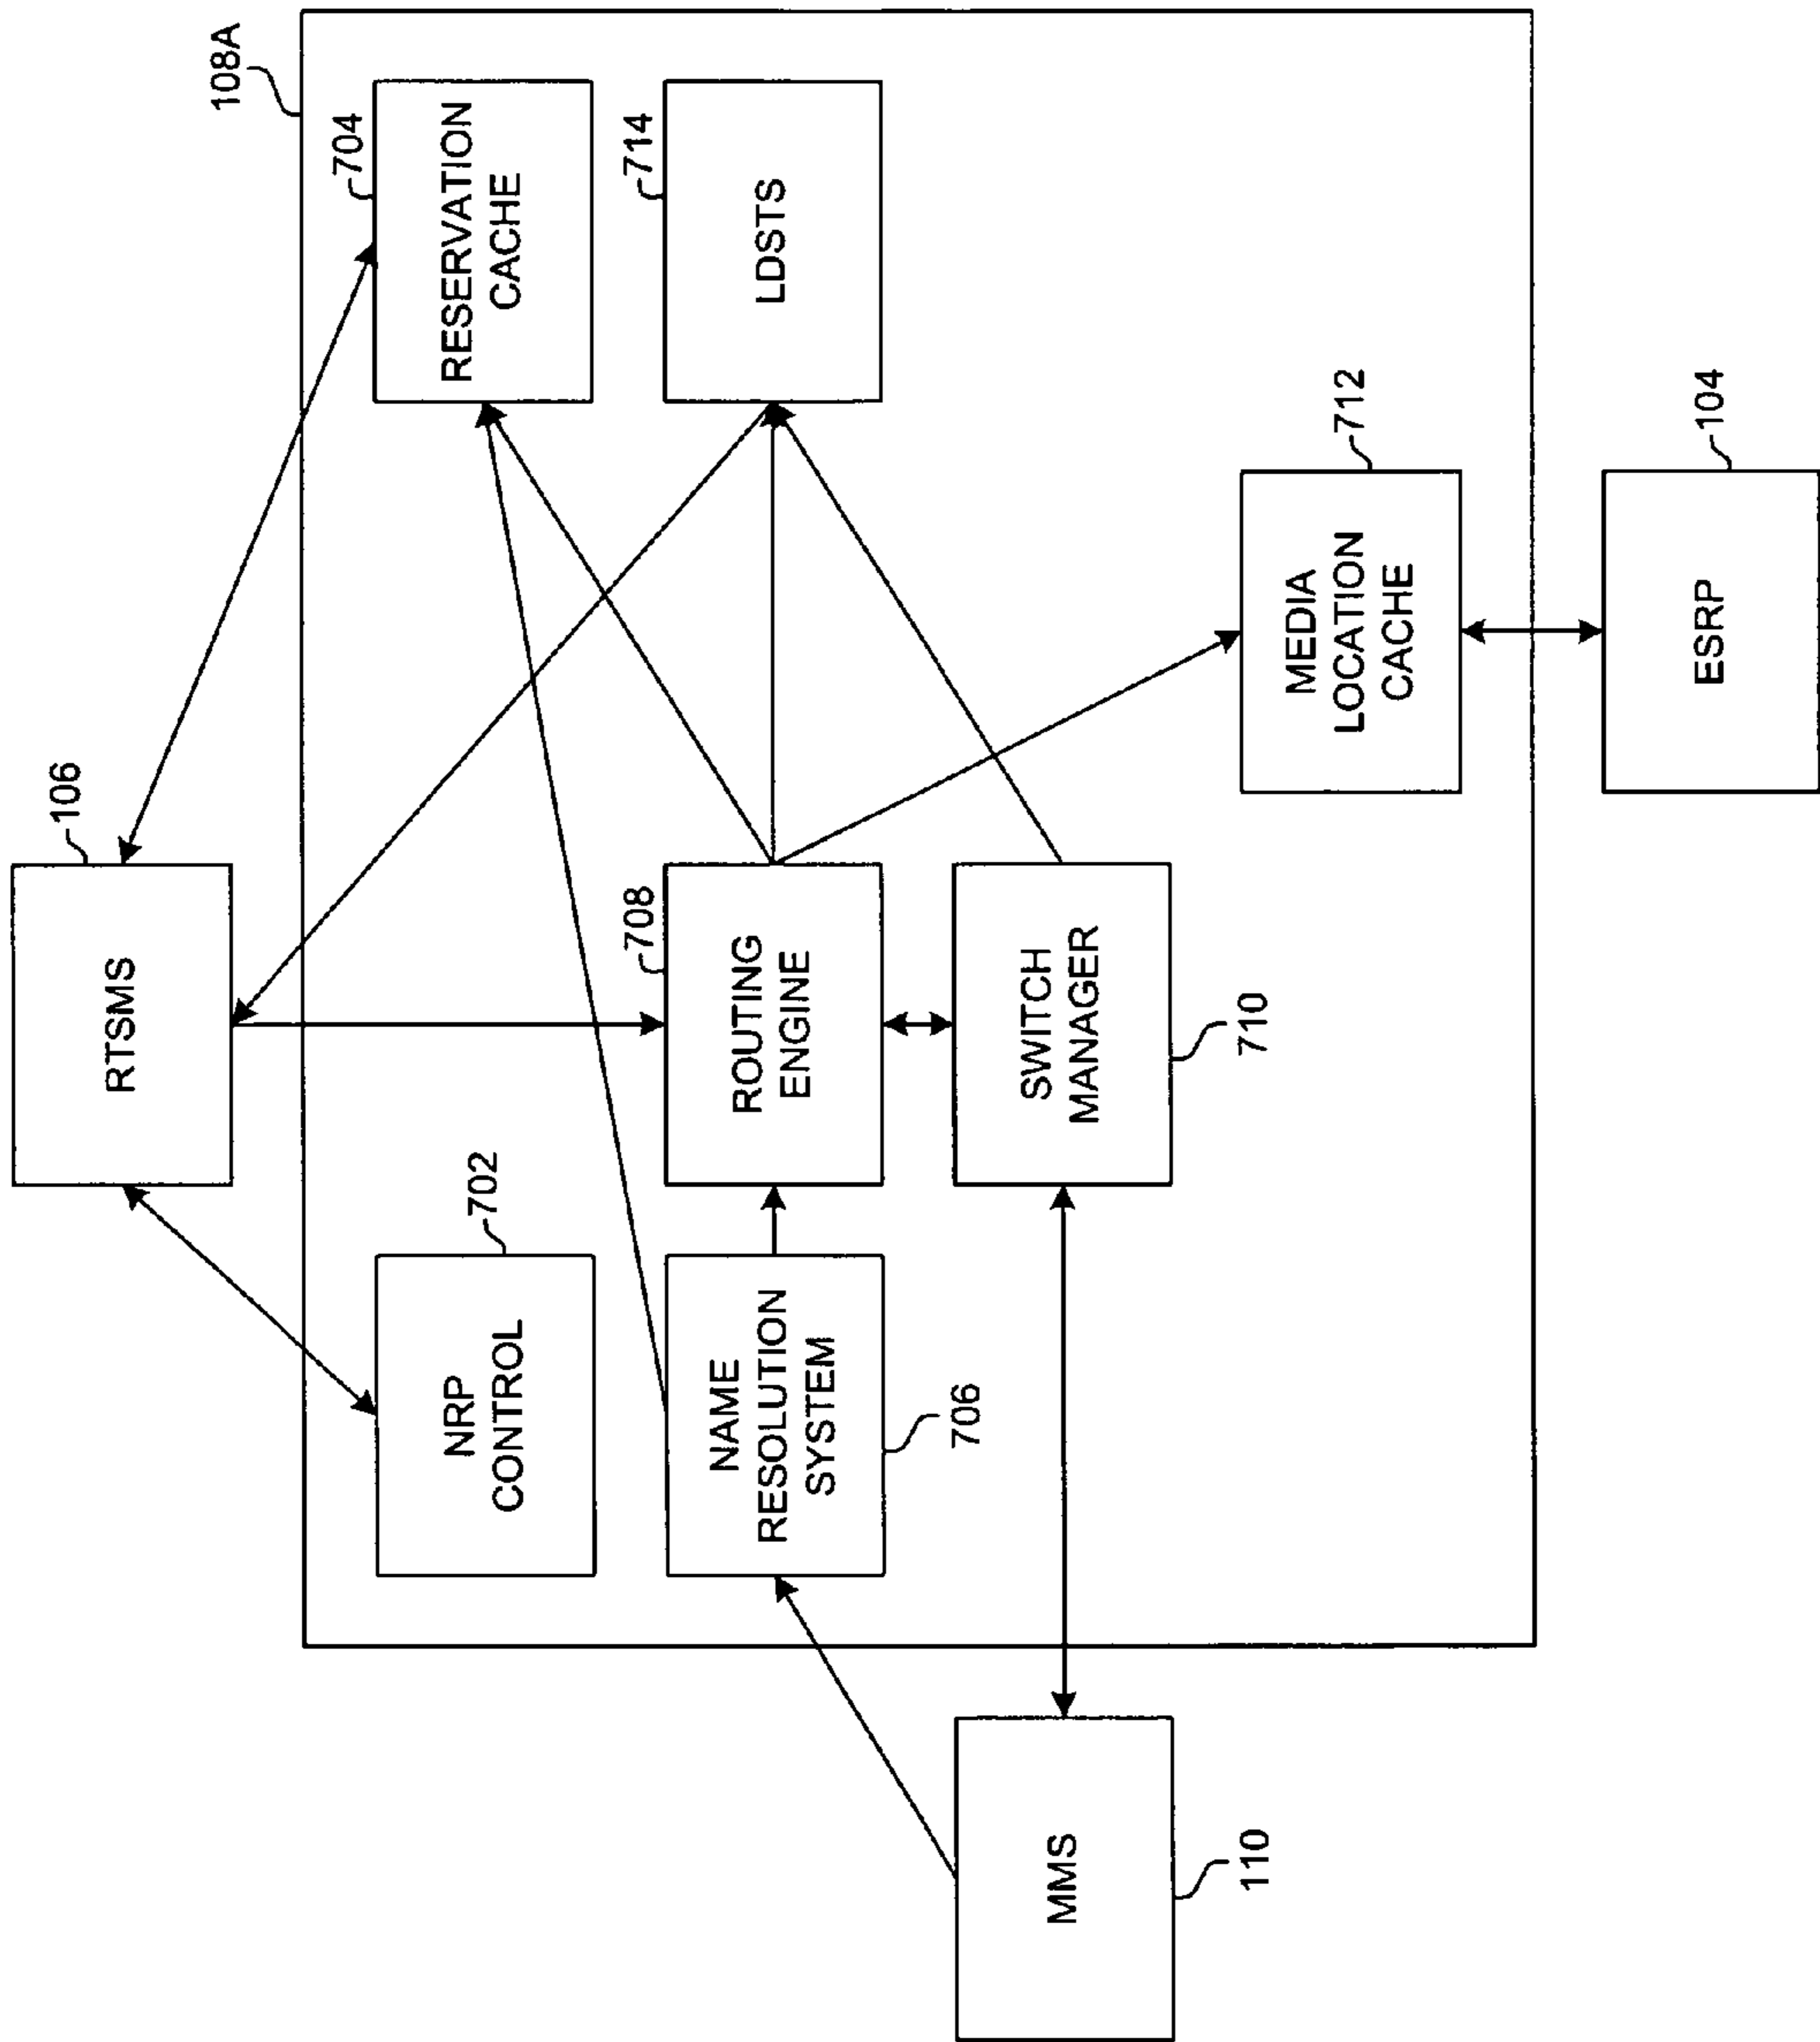 108A
106
RTSMS
704
RESERVATION
CACHE
702
NRP
CONTROL
714
LDSTS
708
ROUTING
ENGINE
NAME
RESOLUTION
SYSTEM
706
SWITCH
MANAGER
710
MMS
110
712
MEDIA
LOCATION
CACHE
104
ESRP